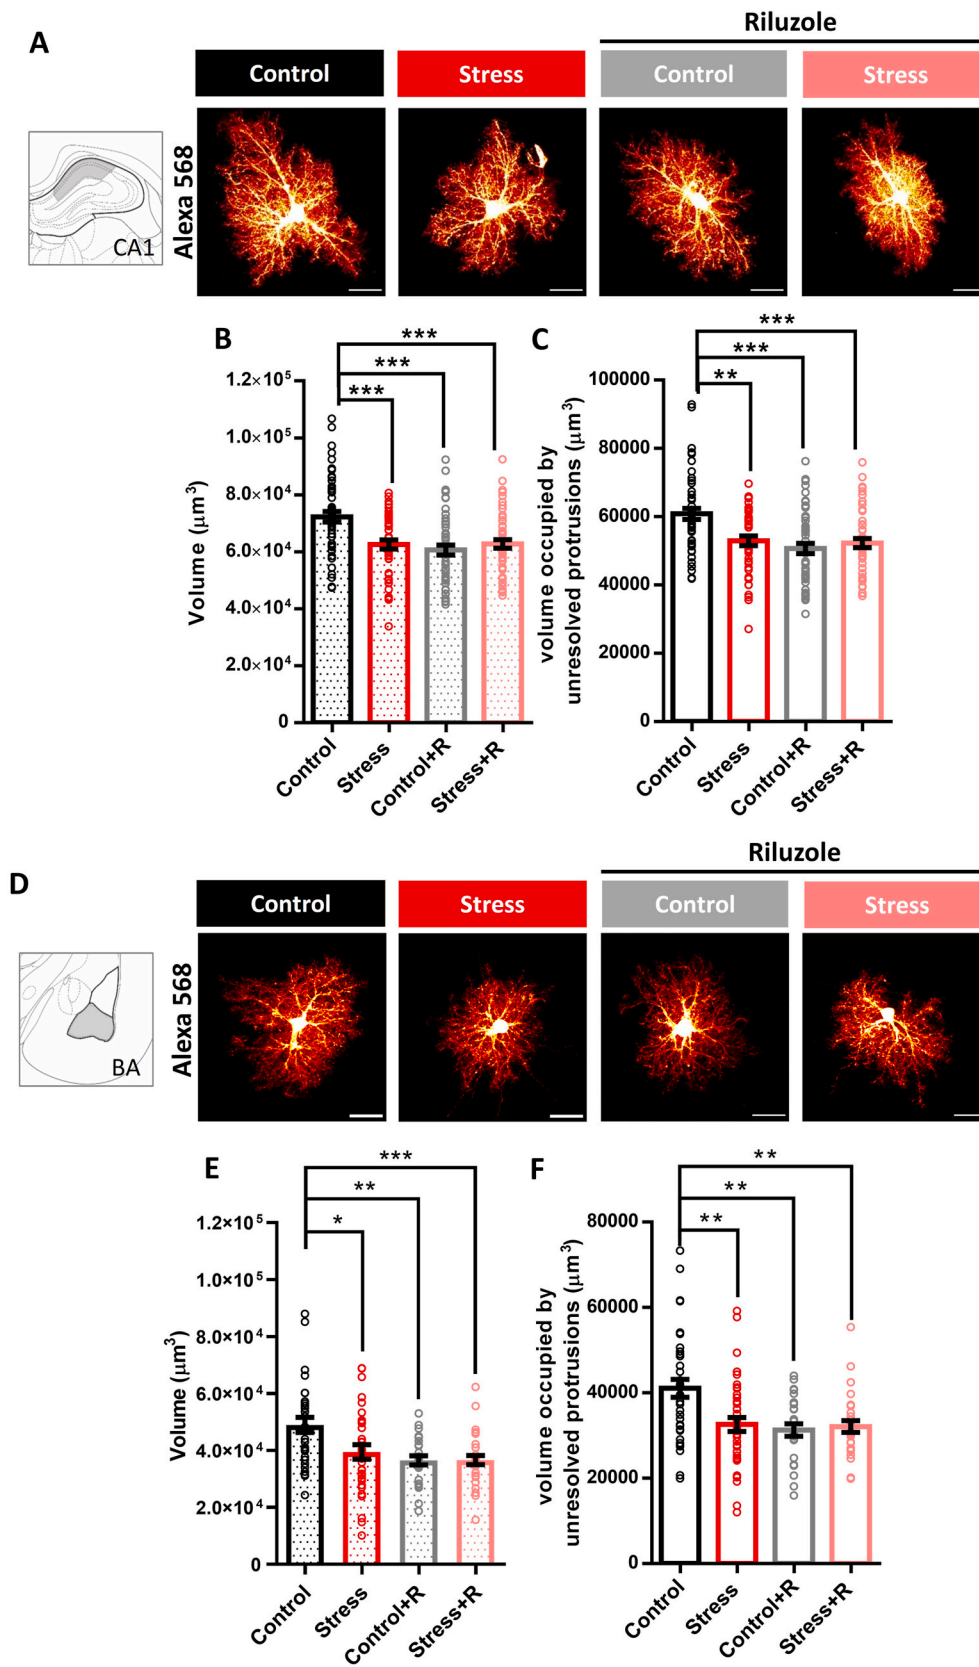 Riluzole
A
Control
Stress
Control
Stress
Alexa 568
CA1
B
***
***
***
1.2×10⁵
1.0×10⁵
8.0×10⁴
6.0×10⁴
4.0×10⁴
2.0×10⁴
0
Volume (μm³)
Control
Stress
Control+R
Stress+R
C
***
***
**
100000
80000
60000
40000
20000
0
volume occupied by
unresolved protrusions (μm³)
Control
Stress
Control+R
Stress+R
Riluzole
D
Control
Stress
Control
Stress
Alexa 568
BA
E
***
**
*
1.2×10⁵
1.0×10⁵
8.0×10⁴
6.0×10⁴
4.0×10⁴
2.0×10⁴
0
Volume (μm³)
Control
Stress
Control+R
Stress+R
F
**
**
**
80000
60000
40000
20000
0
volume occupied by
unresolved protrusions (μm³)
Control
Stress
Control+R
Stress+R